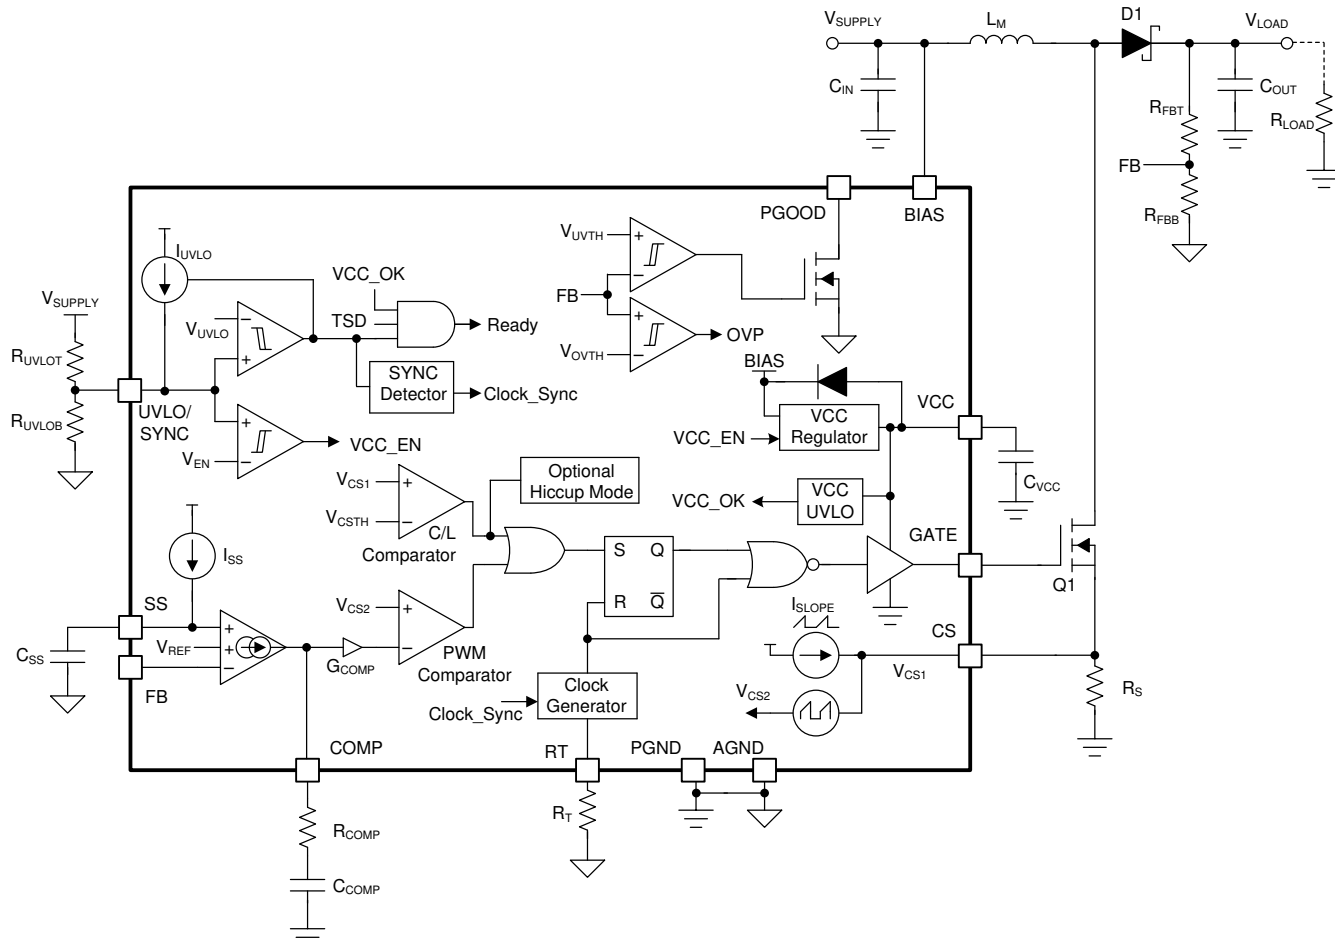 VSUPPLY
LM
D1
VLOAD
CIN
COUT
RFBT
RLOAD
FB
RFBB
PGOOD
BIAS
IUVLO
VUVTH
VCC_OK
VSUPPLY
FB
VUVLO
TSD
Ready
OVP
VOVTH
RUVLOT
SYNC
Detector
Clock_Sync
BIAS
UVLO/
SYNC
RUVLOB
VCC
Regulator
VCC
VCC_EN
VCC_EN
VEN
VCS1
Optional
Hiccup Mode
VCC_OK
VCC
UVLO
CVCC
VCSTH
C/L
Comparator
GATE
ISS
S
Q
Q1
SS
VCS2
R
Q
ISLOPE
CS
VREF
CSS
GCOMP
PWM
Comparator
VCS1
FB
Clock
Generator
VCS2
RS
Clock_Sync
COMP
RT
PGND
AGND
RT
RCOMP
CCOMP